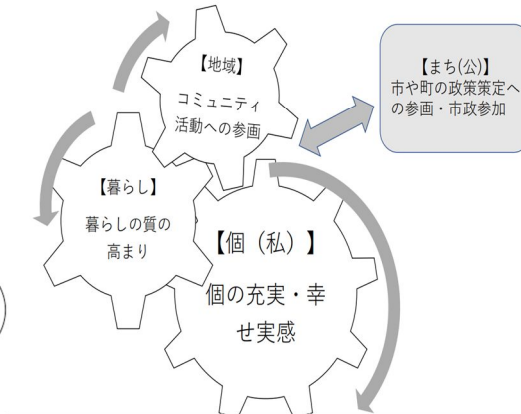 【地域】
コミュニティ
活動への参画
【まち(公)】
市や町の政策策定へ
の参画・市政参加
【暮らし】
暮らしの質の
高まり
【個（私）】
個の充実・幸
せ実感